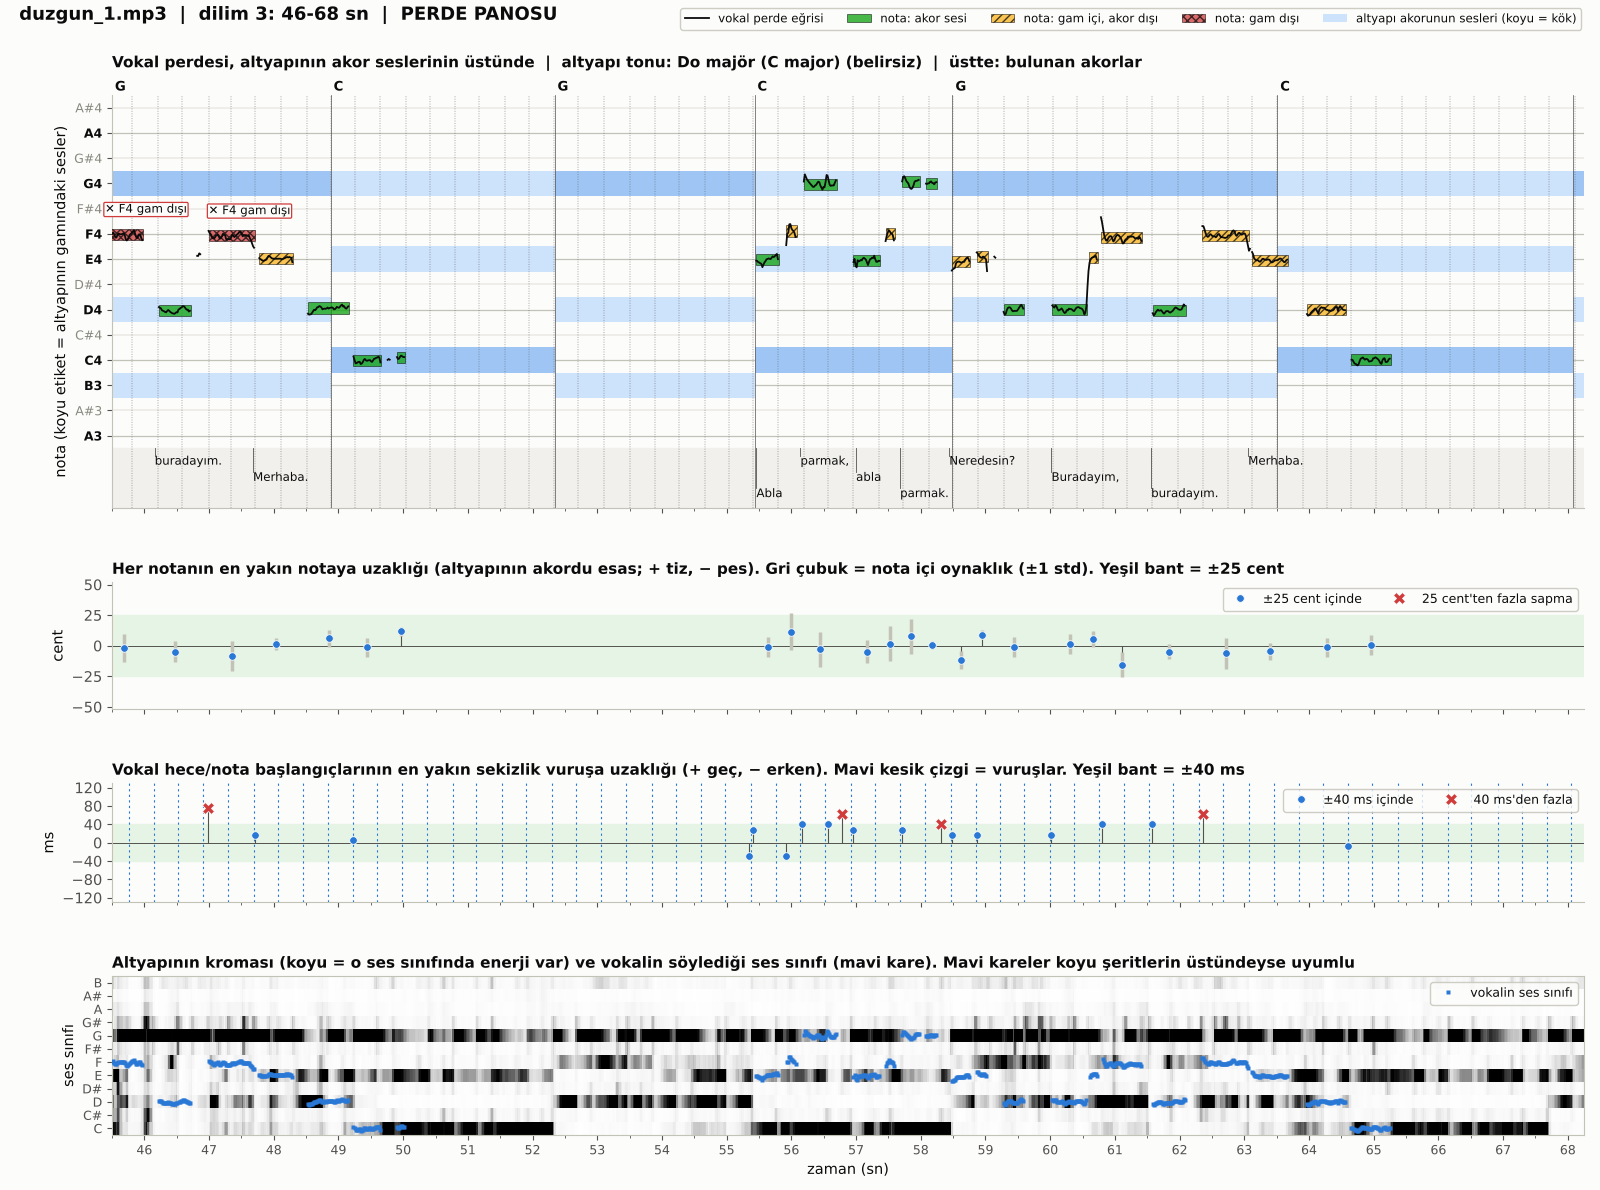 duzgun_1.mp3 | dilim 3: 46-68 sn | PERDE PANOSU
vokal perde eğrisi
nota: akor sesi
nota: gam içi, akor dışı
nota: gam dışı
altyapı akorunun sesleri (koyu = kök)
Vokal perdesi, altyapının akor seslerinin üstünde | altyapı tonu: Do majör (C major) (belirsiz) | üstte: bulunan akorlar
G C G C G C
nota (koyu etiket = altyapının gamındaki sesler)
A#4
A4
G#4
G4
F#4
F4
E4
D#4
D4
C#4
C4
B3
A#3
A3
× F4 gam dışı
× F4 gam dışı
buradayım.
Merhaba.
Abla
parmak,
abla
parmak.
Neredesin?
Buradayım,
buradayım.
Merhaba.
Her notanın en yakın notaya uzaklığı (altyapının akordu esas; + tiz, − pes). Gri çubuk = nota içi oynaklık (±1 std). Yeşil bant = ±25 cent
cent
50
25
0
−25
−50
±25 cent içinde
25 cent'ten fazla sapma
Vokal hece/nota başlangıçlarının en yakın sekizlik vuruşa uzaklığı (+ geç, − erken). Mavi kesik çizgi = vuruşlar. Yeşil bant = ±40 ms
ms
120
80
40
0
−40
−80
−120
±40 ms içinde
40 ms'den fazla
Altyapının kroması (koyu = o ses sınıfında enerji var) ve vokalin söylediği ses sınıfı (mavi kare). Mavi kareler koyu şeritlerin üstündeyse uyumlu
ses sınıfı
B
A#
A
G#
G
F#
F
E
D#
D
C#
C
vokalin ses sınıfı
46 47 48 49 50 51 52 53 54 55 56 57 58 59 60 61 62 63 64 65 66 67 68
zaman (sn)